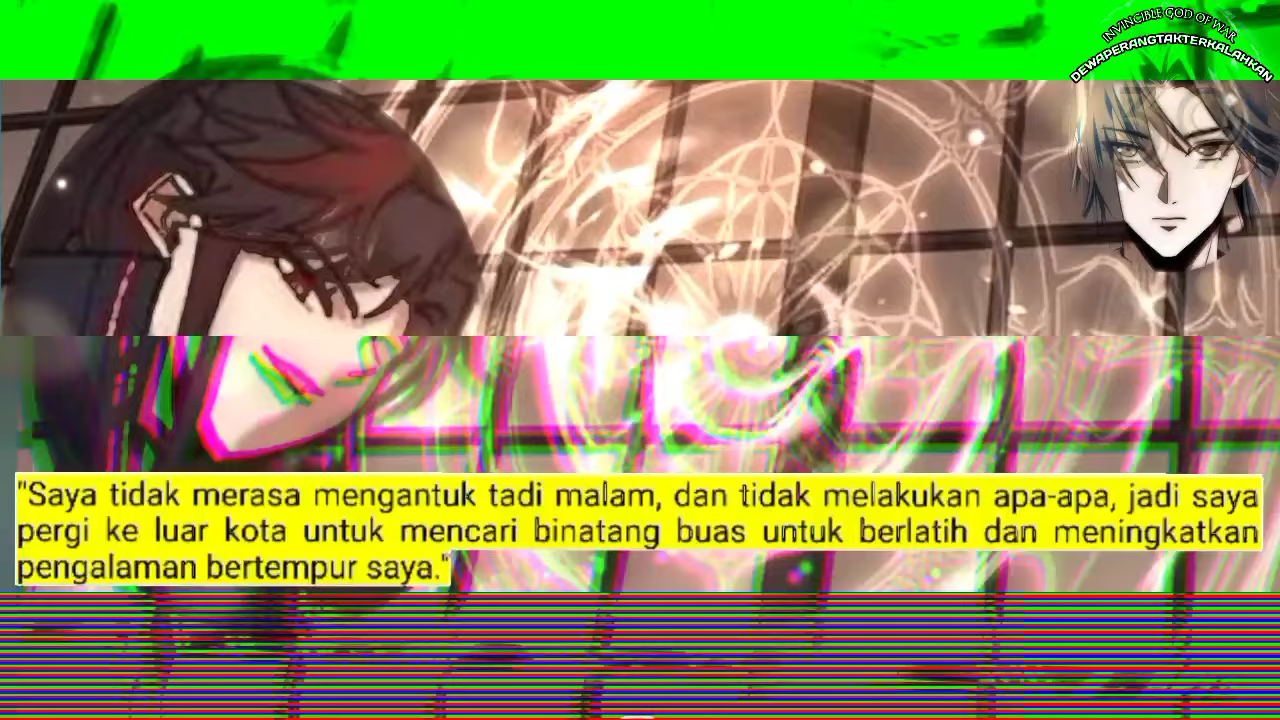 INVINCIBLE GOD OF WAR
DEWAPERANGTAKTERKALAHKAN
"Saya tidak merasa mengantuk tadi malam, dan tidak melakukan apa-apa, jadi saya
pergi ke luar kota untuk mencari binatang buas untuk berlatih dan meningkatkan
pengalaman bertempur saya."